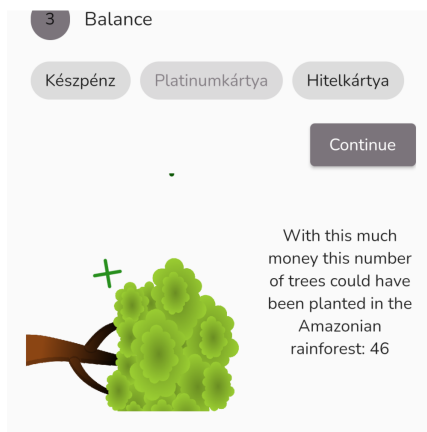 3 Balance
Készpénz Platinumkártya Hitelkártya
Continue
With this much
money this number
of trees could have
been planted in the
Amazonian
rainforest: 46